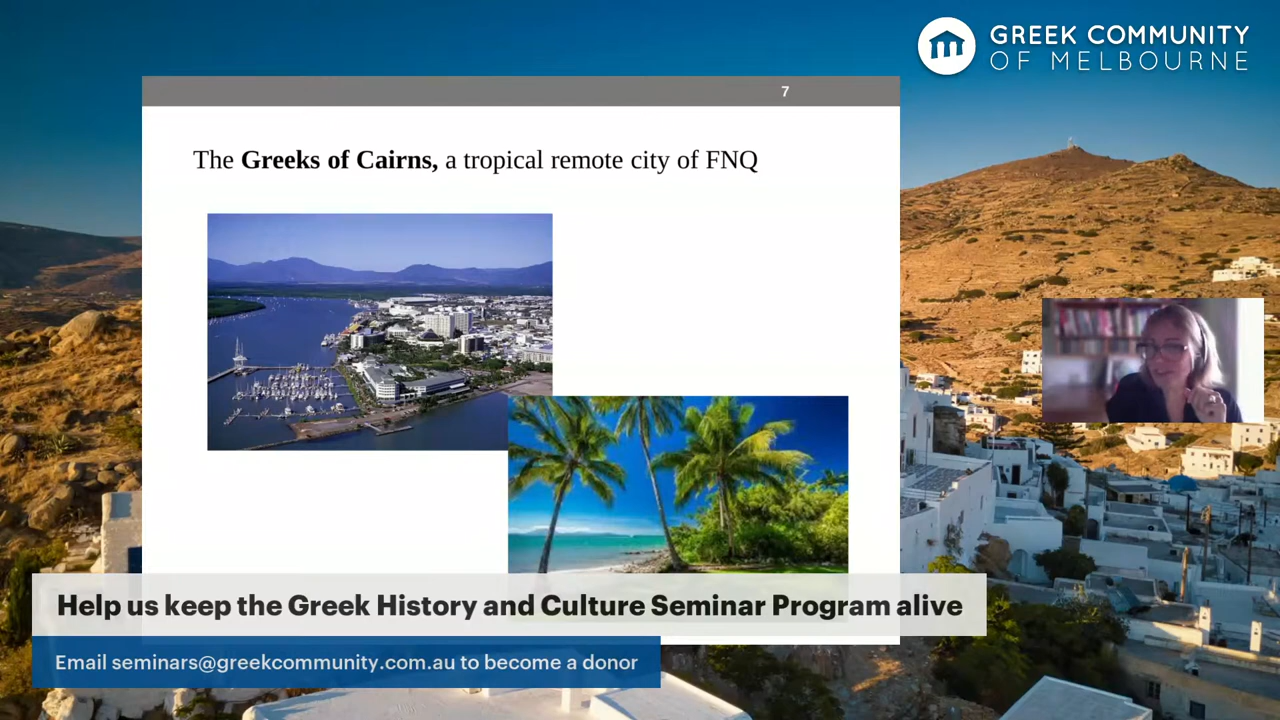 GREEK COMMUNITY
OF MELBOURNE
7
The Greeks of Cairns, a tropical remote city of FNQ
Help us keep the Greek History and Culture Seminar Program alive
Email seminars@greekcommunity.com.au to become a donor